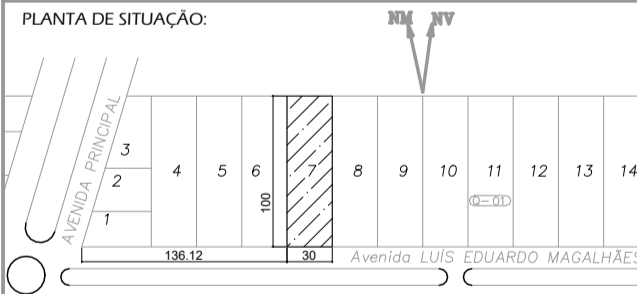 PLANTA DE SITUAÇÃO:
NM NV
AVENIDA PRINCIPAL
3
2
1
4 5 6 7 8 9 10 11 12 13 14
Q-01
100
136.12 30
Avenida LUÍS EDUARDO MAGALHÃES